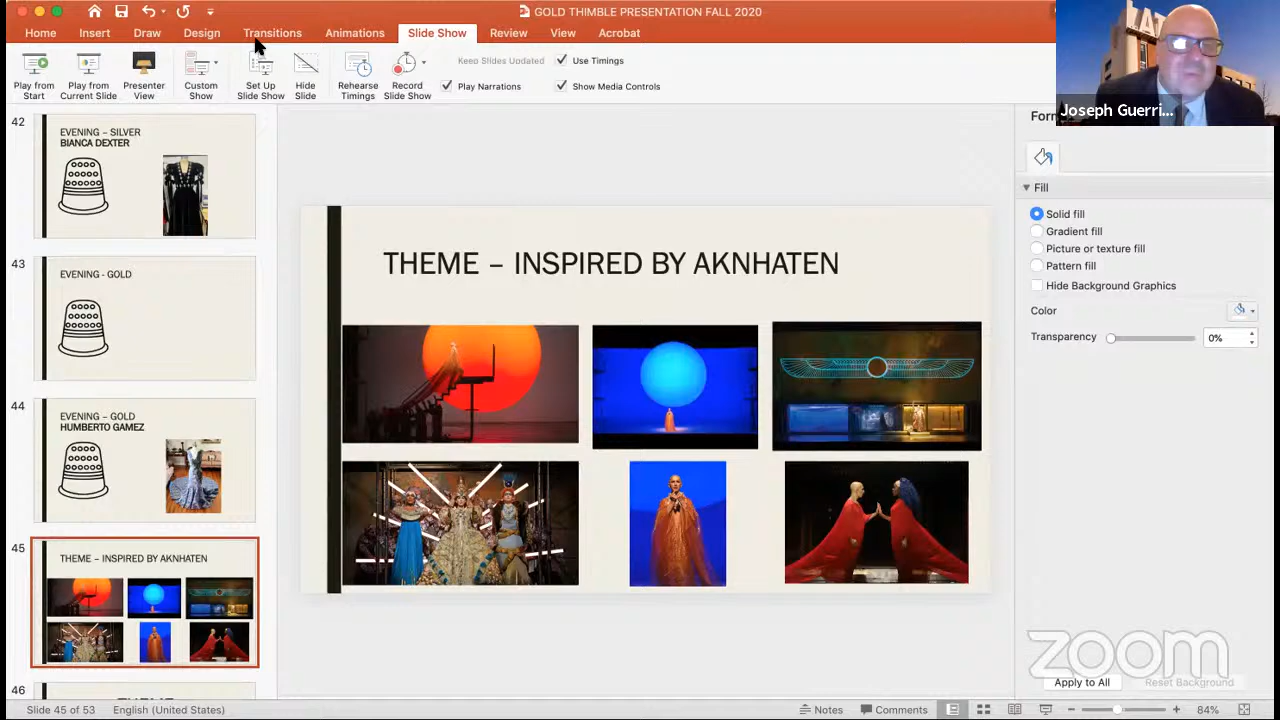 GOLD THIMBLE PRESENTATION FALL 2020
Home Insert Draw Design Transitions Animations Slide Show Review View Acrobat
Play from Start
Play from Current Slide
Presenter View
Custom Show
Set Up Slide Show
Hide Slide
Rehearse Timings
Record Slide Show
Keep Slides Updated
Use Timings
Play Narrations
Show Media Controls
LAT
Joseph Guerri...
42
EVENING – SILVER
BIANCA DEXTER
43
EVENING - GOLD
44
EVENING – GOLD
HUMBERTO GAMEZ
45
THEME – INSPIRED BY AKNHATEN
46
THEME – INSPIRED BY AKNHATEN
Fill
Solid fill
Gradient fill
Picture or texture fill
Pattern fill
Hide Background Graphics
Color
Transparency 0%
zoom
Apply to All Reset Background
Slide 45 of 53 English (United States) Notes Comments 84%